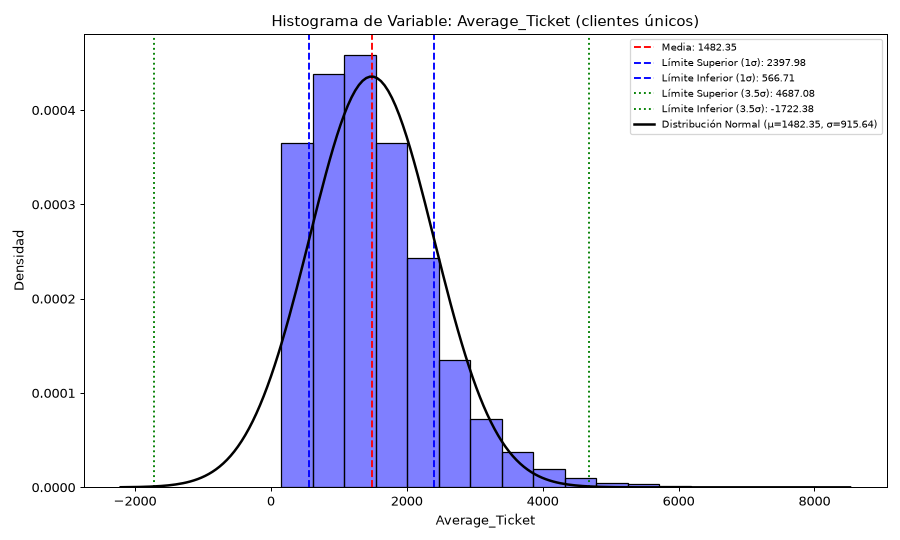 Histograma de Variable: Average_Ticket (clientes únicos)
Media: 1482.35
Límite Superior (1σ): 2397.98
Límite Inferior (1σ): 566.71
Límite Superior (3.5σ): 4687.08
Límite Inferior (3.5σ): -1722.38
Distribución Normal (μ=1482.35, σ=915.64)
Densidad
0.0004
0.0003
0.0002
0.0001
0.0000
−2000 0 2000 4000 6000 8000
Average_Ticket